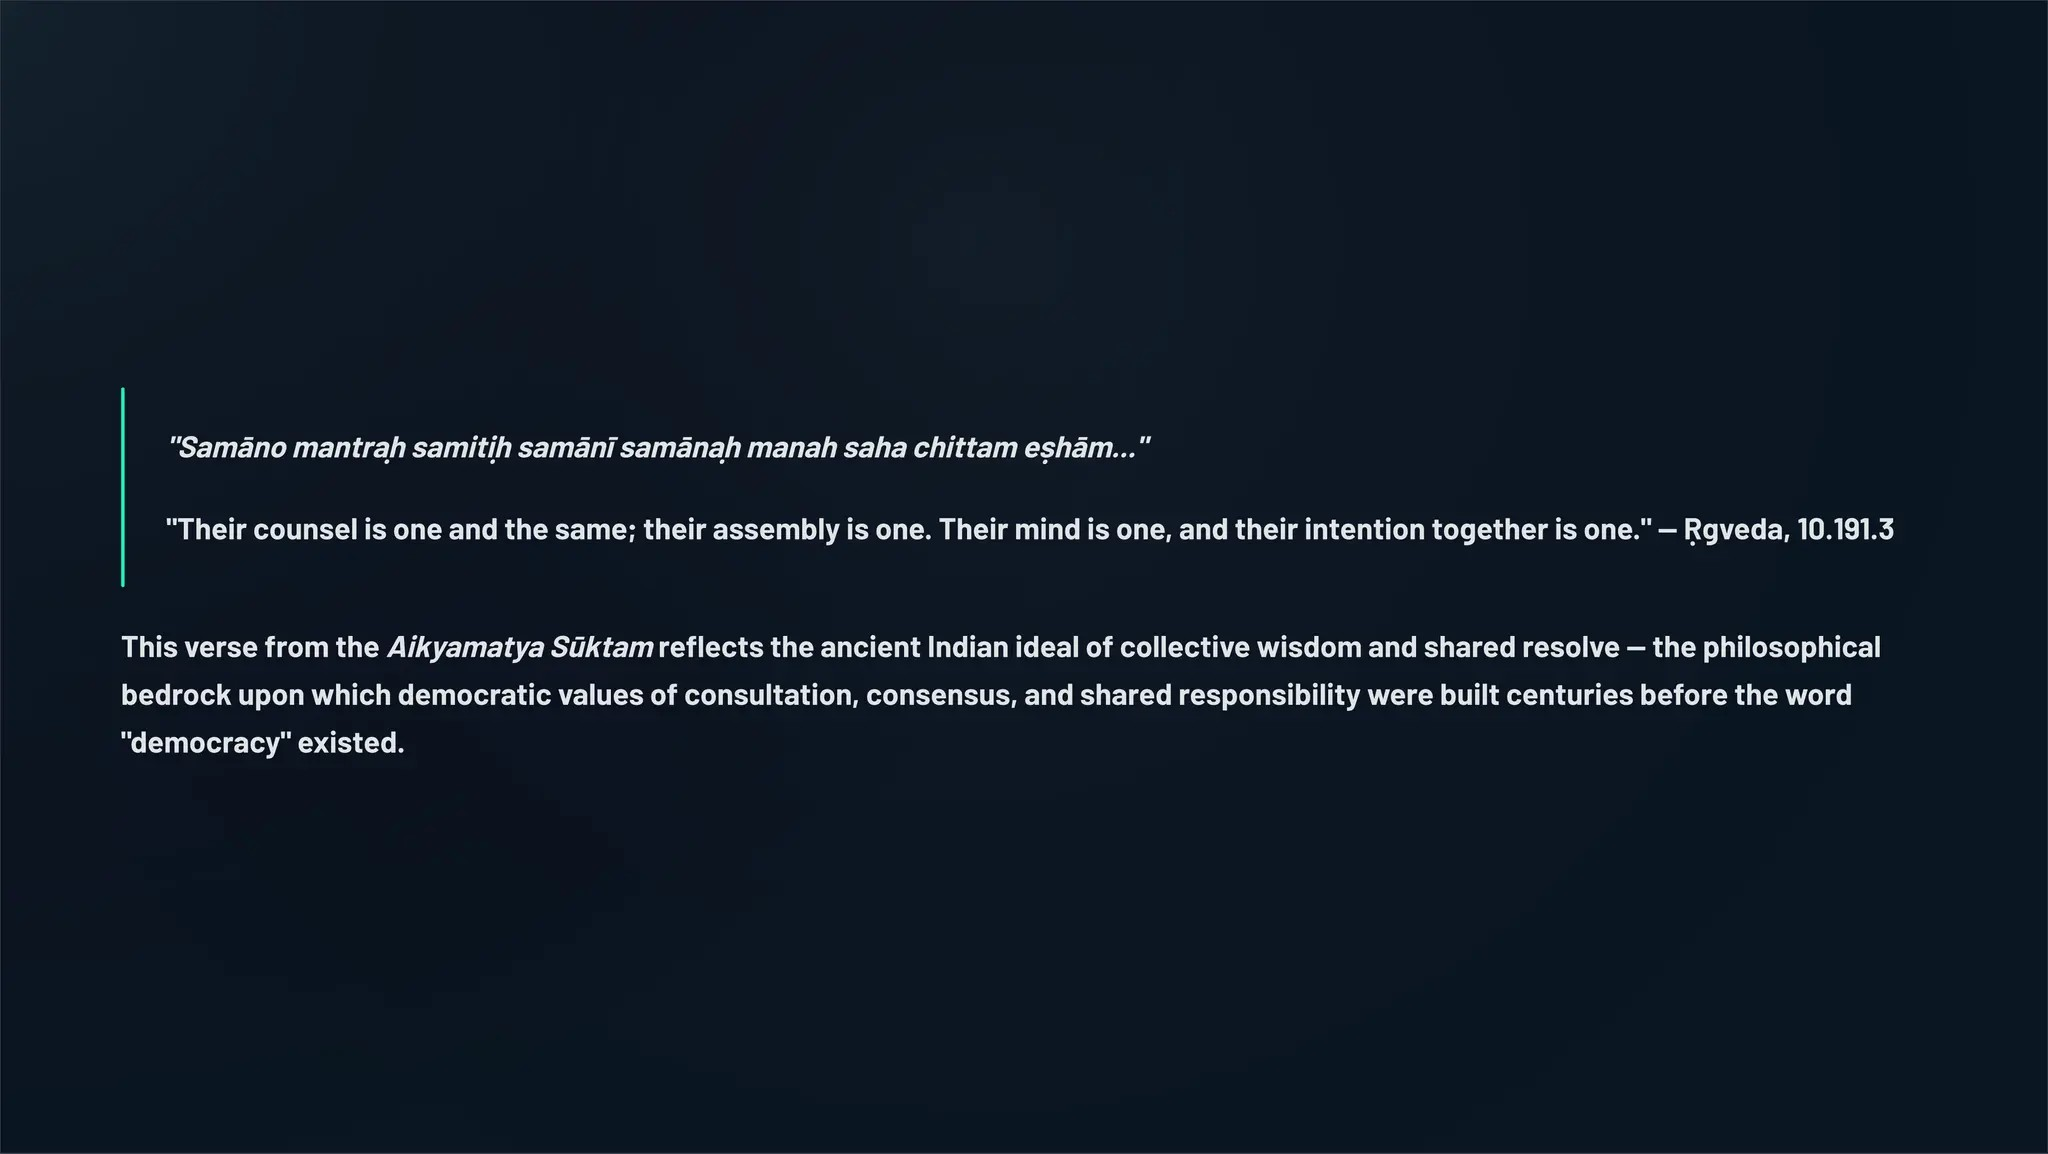 "Samāno mantraḥ samitiḥ samānī samānaḥ manah saha chittam eṣhām..."
"Their counsel is one and the same; their assembly is one. Their mind is one, and their intention together is one." — Ṛgveda, 10.191.3
This verse from the Aikyamatya Sūktam reflects the ancient Indian ideal of collective wisdom and shared resolve — the philosophical
bedrock upon which democratic values of consultation, consensus, and shared responsibility were built centuries before the word
"democracy" existed.